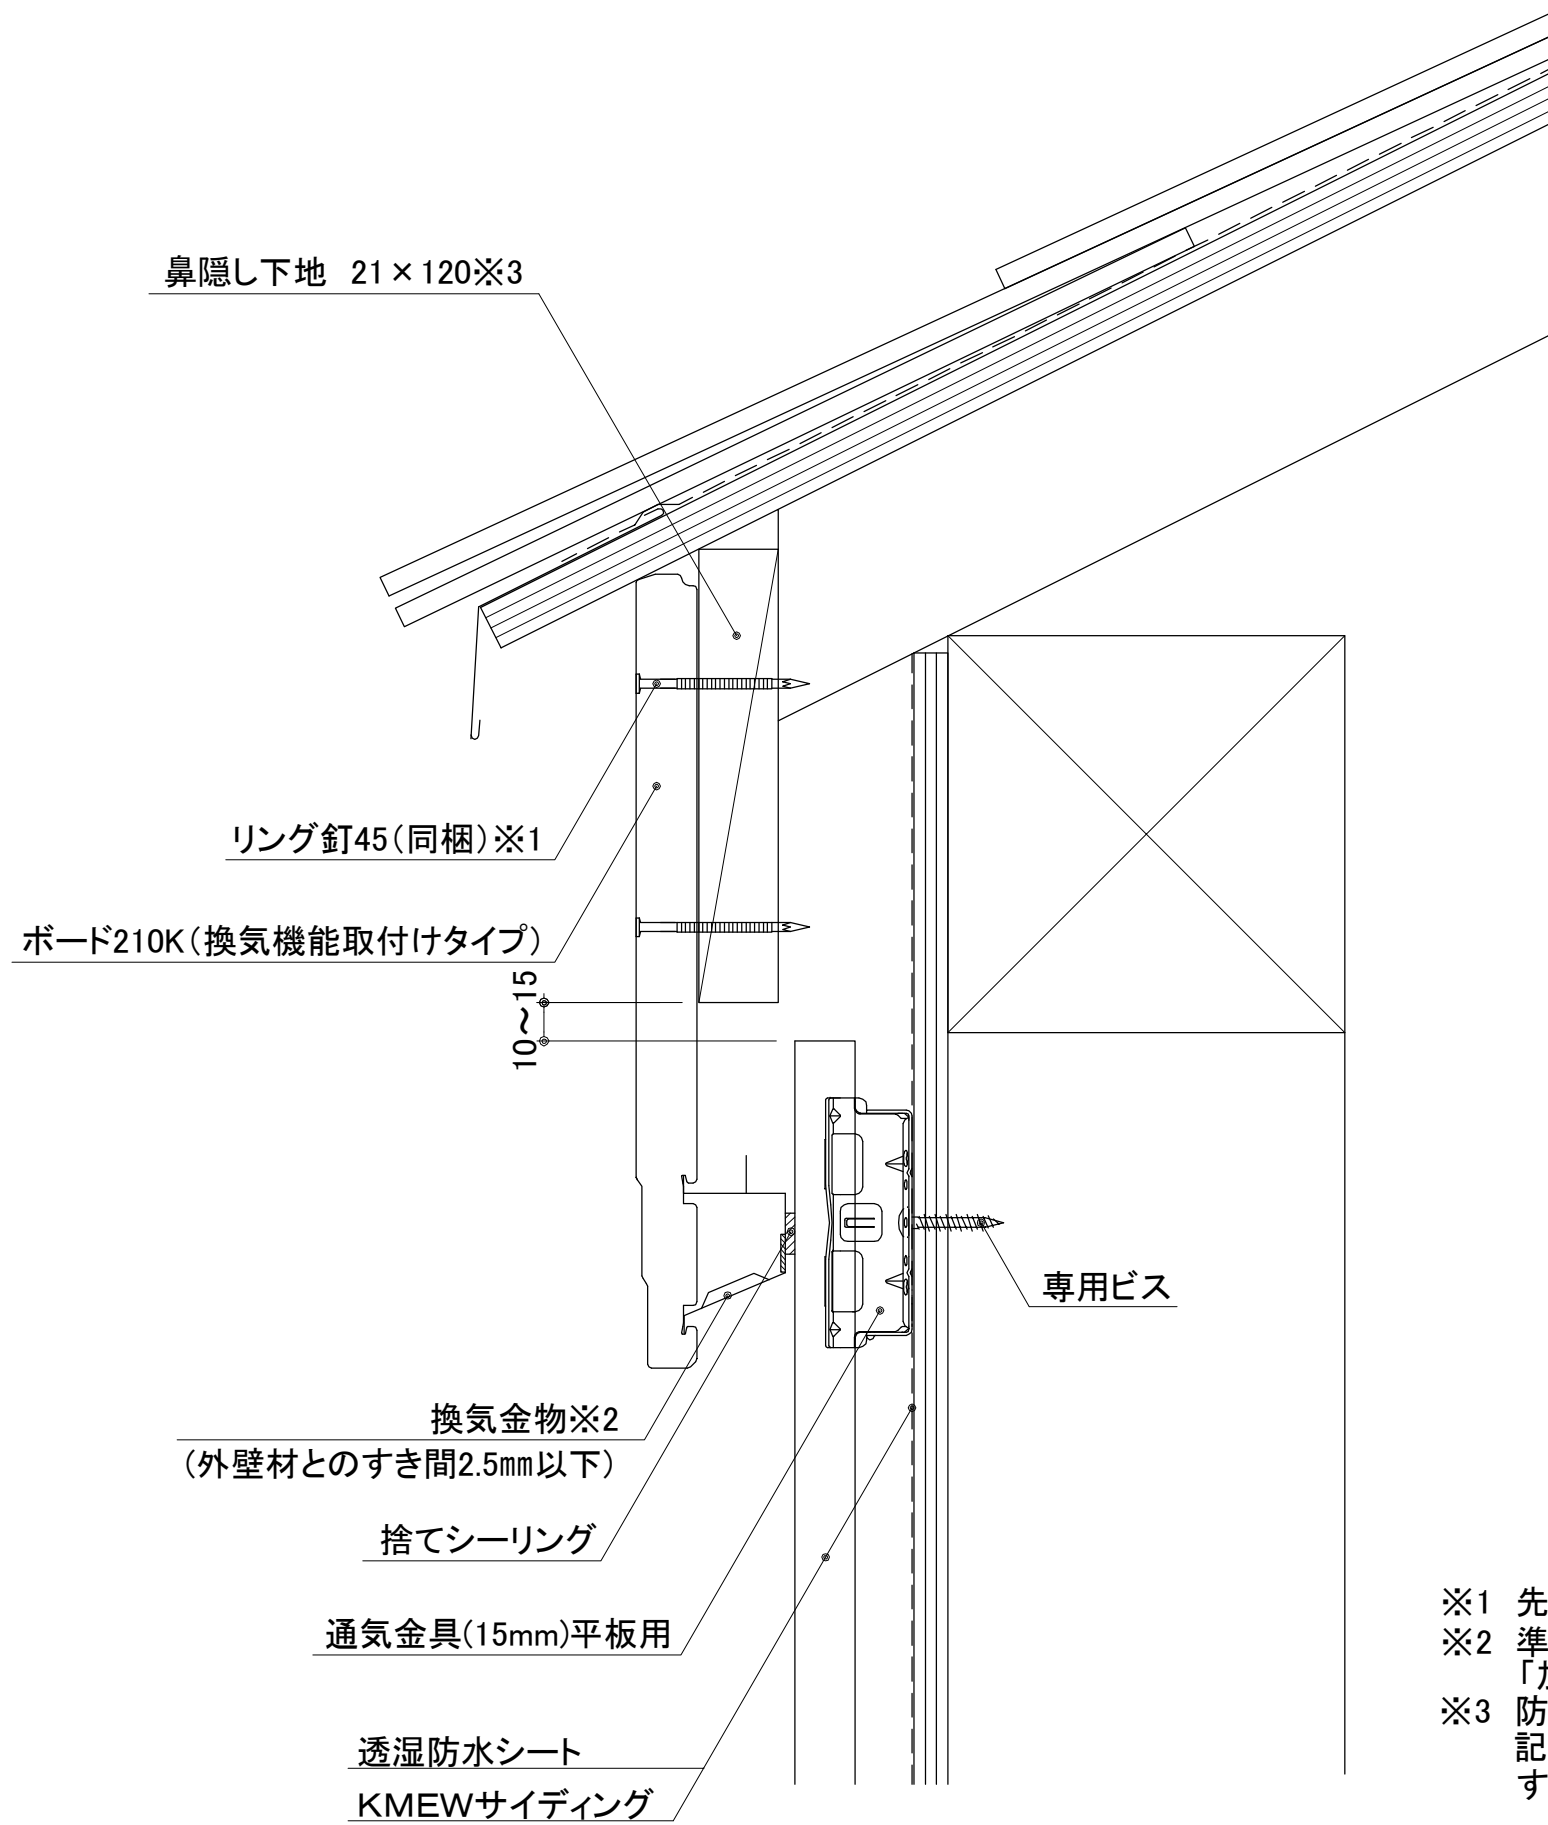 鼻隠し下地 21×120※3
リング釘45(同梱)※1
ボード210K(換気機能取付けタイプ)
10～15
専用ビス
換気金物※2
(外壁材とのすき間2.5㎜以下)
捨てシーリング
通気金具(15mm)平板用
透湿防水シート
KMEWサイディング
※1 先
※2 準
「
※3 防
記
す